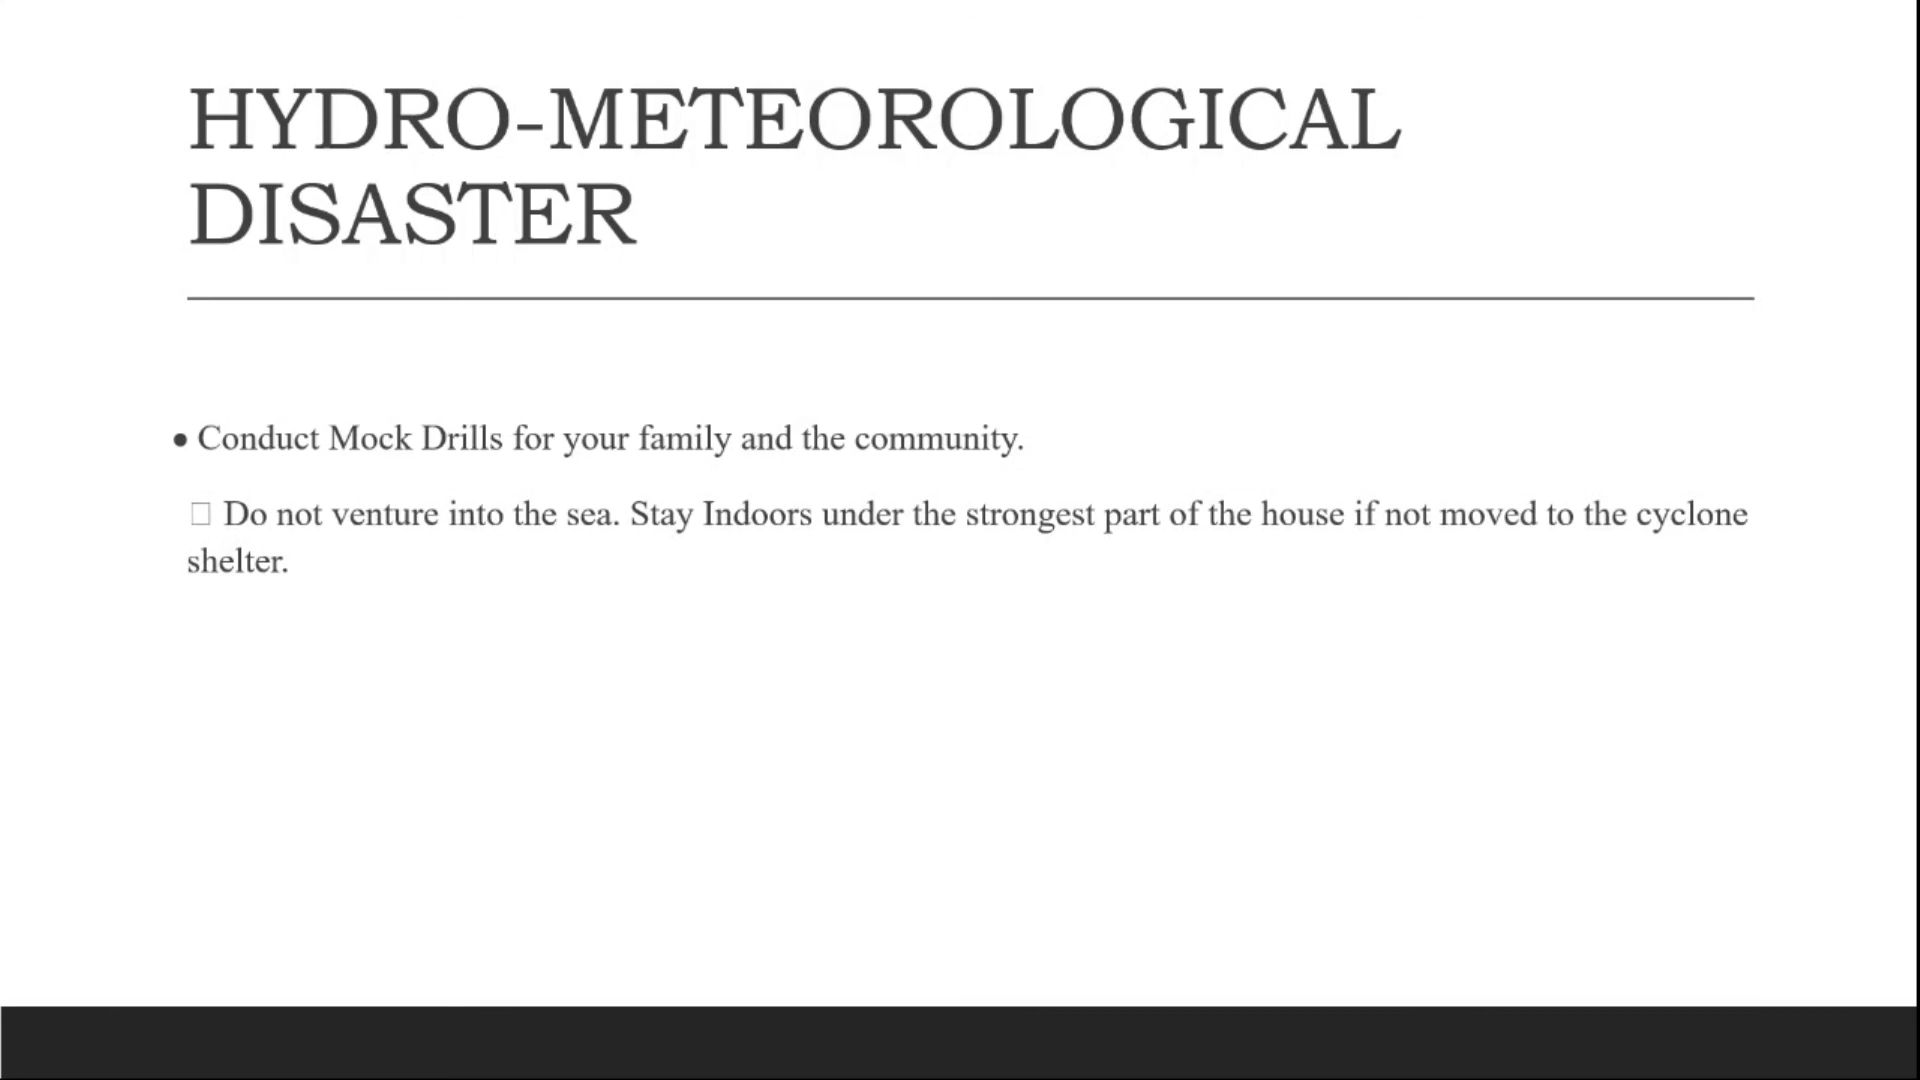 HYDRO-METEOROLOGICAL
DISASTER
• Conduct Mock Drills for your family and the community.
□ Do not venture into the sea. Stay Indoors under the strongest part of the house if not moved to the cyclone
shelter.